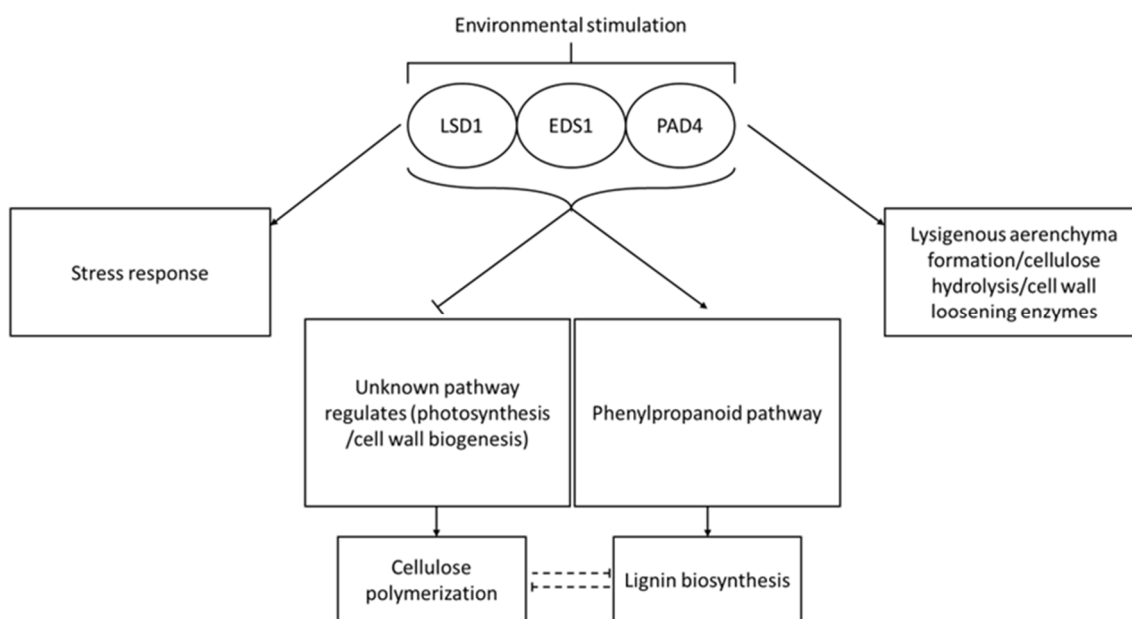 Environmental stimulation
LSD1
EDS1
PAD4
Stress response
Lysigenous aerenchyma
formation/cellulose
hydrolysis/cell wall
loosening enzymes
Unknown pathway
regulates (photosynthesis
/cell wall biogenesis)
Phenylpropanoid pathway
Cellulose
polymerization
Lignin biosynthesis